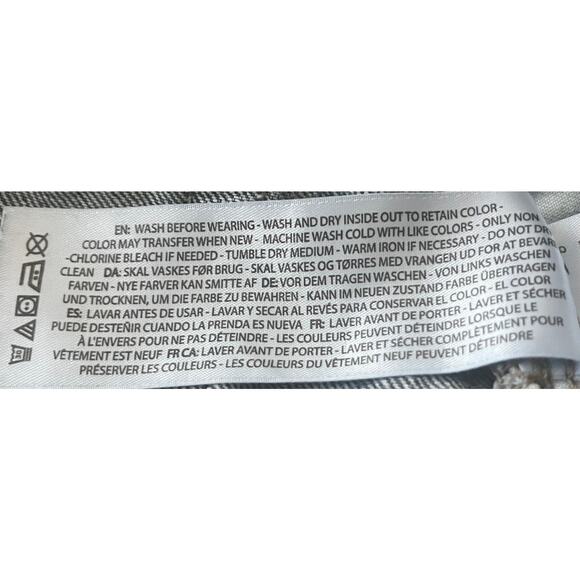 EN: WASH BEFORE WEARING - WASH AND DRY INSIDE OUT TO RETAIN COLOR -
COLOR MAY TRANSFER WHEN NEW - MACHINE WASH COLD WITH LIKE COLORS - ONLY NON
-CHLORINE BLEACH IF NEEDED - TUMBLE DRY MEDIUM - WARM IRON IF NECESSARY - DO NOT DRY
CLEAN DA: SKAL VASKES FØR BRUG - SKAL VASKES OG TØRRES MED VRANGEN UD FOR AT BEVARE
FARVEN - NYE FARVER KAN SMITTE AF DE: VOR DEM TRAGEN WASCHEN - VON LINKS WASCHEN
UND TROCKNEN, UM DIE FARBE ZU BEWAHREN - KANN IM NEUEN ZUSTAND FARBE ÜBERTRAGEN
ES: LAVAR ANTES DE USAR - LAVAR Y SECAR AL REVÉS PARA CONSERVAR EL COLOR - EL COLOR
PUEDE DESTEÑIR CUANDO LA PRENDA ES NUEVA FR: LAVER AVANT DE PORTER - LAVER ET SÉCHER
À L'ENVERS POUR NE PAS DÉTEINDRE - LES COULEURS PEUVENT DÉTEINDRE LORSQUE LE
VÊTEMENT EST NEUF FR CA: LAVER AVANT DE PORTER - LAVER ET SÉCHER COMPLÈTEMENT POUR
PRÉSERVER LES COULEURS - LES COULEURS DU VÊTEMENT NEUF PEUVENT DÉTEINDRE
30